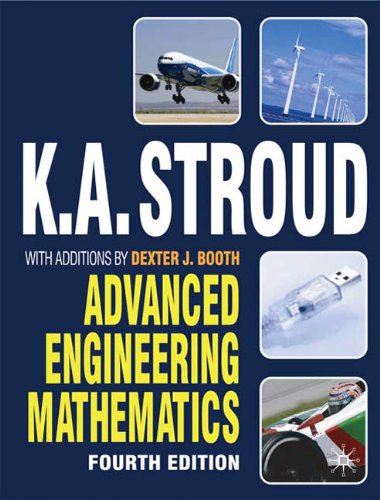 K.A. STROUD
WITH ADDITIONS BY DEXTER J. BOOTH
ADVANCED
ENGINEERING
MATHEMATICS
FOURTH EDITION